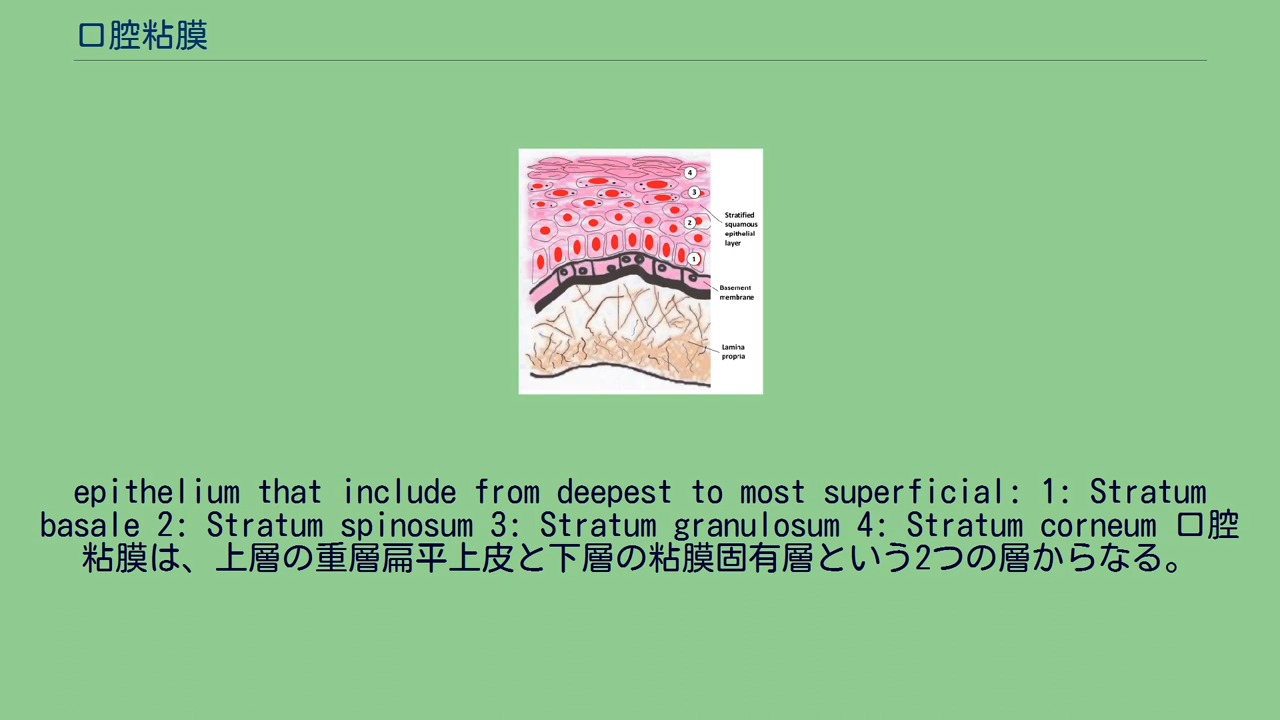 口腔粘膜
4
3
Stratified
squamous
epithelial
layer
2
1
Basement
membrane
Lamina
propria
epithelium that include from deepest to most superficial: 1: Stratum
basale 2: Stratum spinosum 3: Stratum granulosum 4: Stratum corneum 口腔
粘膜は、上層の重層扁平上皮と下層の粘膜固有層という2つの層からなる。